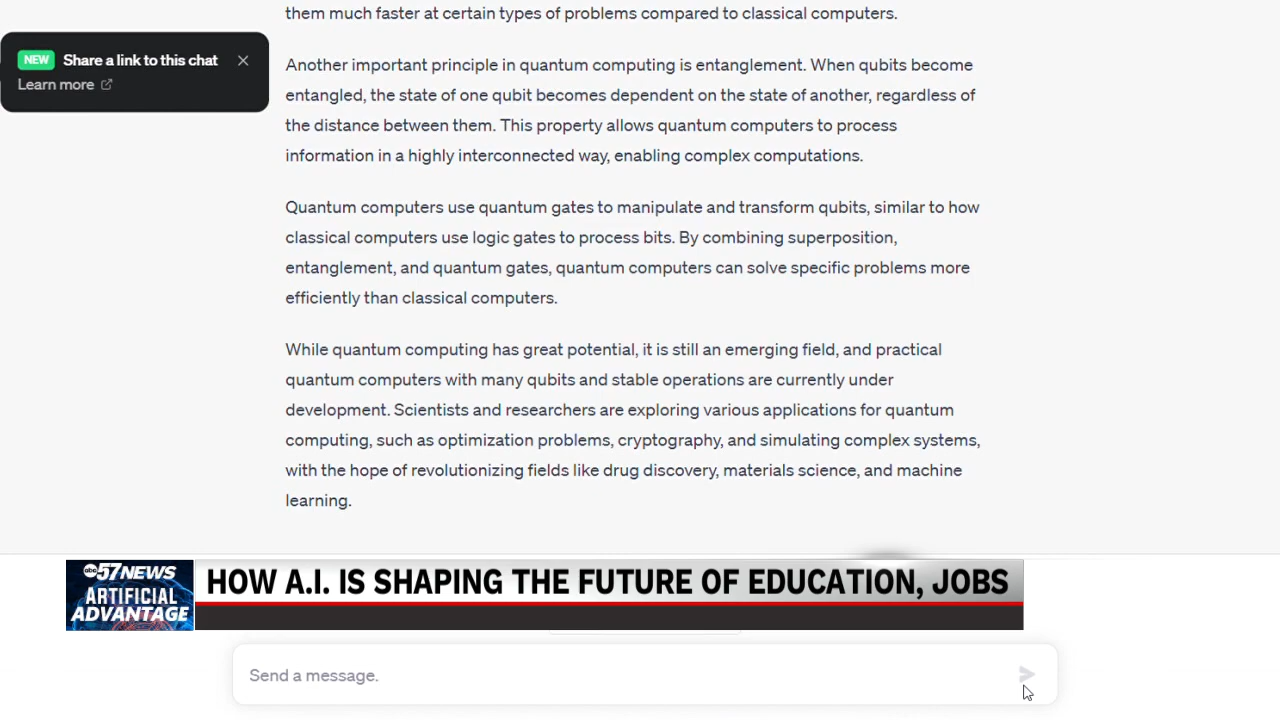 them much faster at certain types of problems compared to classical computers.
NEW Share a link to this chat
Learn more
Another important principle in quantum computing is entanglement. When qubits become
entangled, the state of one qubit becomes dependent on the state of another, regardless of
the distance between them. This property allows quantum computers to process
information in a highly interconnected way, enabling complex computations.
Quantum computers use quantum gates to manipulate and transform qubits, similar to how
classical computers use logic gates to process bits. By combining superposition,
entanglement, and quantum gates, quantum computers can solve specific problems more
efficiently than classical computers.
While quantum computing has great potential, it is still an emerging field, and practical
quantum computers with many qubits and stable operations are currently under
development. Scientists and researchers are exploring various applications for quantum
computing, such as optimization problems, cryptography, and simulating complex systems,
with the hope of revolutionizing fields like drug discovery, materials science, and machine
learning.
abc 57 NEWS
ARTIFICIAL
ADVANTAGE
HOW A.I. IS SHAPING THE FUTURE OF EDUCATION, JOBS
Send a message.